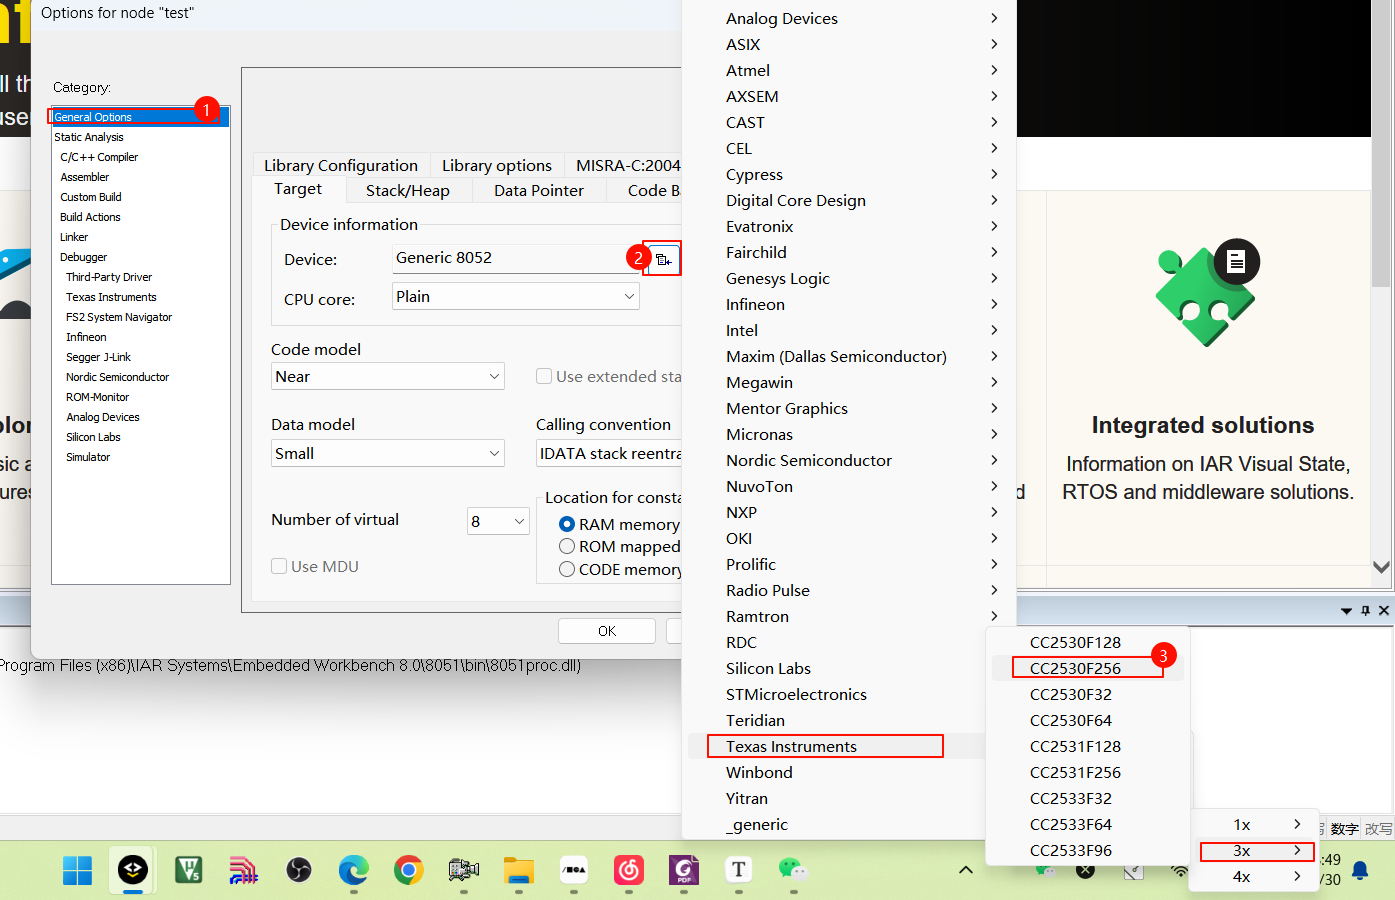 Options for node "test"
Category:
General Options
1
Static Analysis
C/C++ Compiler
Assembler
Custom Build
Build Actions
Linker
Debugger
Third-Party Driver
Texas Instruments
FS2 System Navigator
Infineon
Segger J-Link
Nordic Semiconductor
ROM-Monitor
Analog Devices
Silicon Labs
Simulator
Library Configuration
Library options
MISRA-C:2004
Target
Stack/Heap
Data Pointer
Code B
Device information
Device:
Generic 8052
2
CPU core:
Plain
Code model
Near
Use extended sta
Data model
Small
Calling convention
IDATA stack reentra
Number of virtual
8
Location for consta
RAM memory
ROM mapped
CODE memory
Use MDU
OK
Program Files (x86)\IAR Systems\Embedded Workbench 8.0\8051\bin\8051proc.dll)
Analog Devices
ASIX
Atmel
AXSEM
CAST
CEL
Cypress
Digital Core Design
Evatronix
Fairchild
Genesys Logic
Infineon
Intel
Maxim (Dallas Semiconductor)
Megawin
Mentor Graphics
Micronas
Nordic Semiconductor
NuvoTon
NXP
OKI
Prolific
Radio Pulse
Ramtron
RDC
Silicon Labs
STMicroelectronics
Teridian
Texas Instruments
Winbond
Yitran
_generic
CC2530F128
CC2530F256
3
CC2530F32
CC2530F64
CC2531F128
CC2531F256
CC2533F32
CC2533F64
CC2533F96
1x
3x
4x
Integrated solutions
Information on IAR Visual State,
RTOS and middleware solutions.
数字 改写
:49
/30